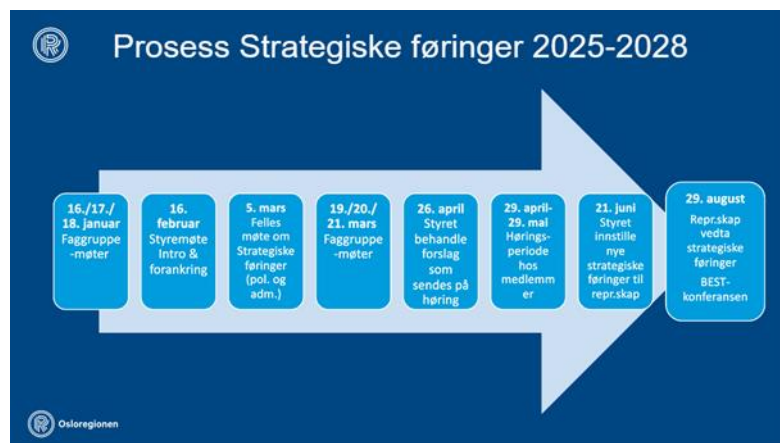 Prosess Strategiske føringer 2025-2028
16./17./
18. januar
Faggruppe
-møter
16.
februar
Styremøte
Intro &
forankring
5. mars
Felles
møte om
Strategiske
føringer
(pol. og
adm.)
19./20./
21. mars
Faggruppe
-møter
26. april
Styret
behandle
forslag
som
sendes på
høring
29. april-
29. mai
Hørings-
periode
hos
medlemm
er
21. juni
Styret
innstille
nye
strategiske
føringer til
repr.skap
29. august
Repr.skap
vedta
strategiske
føringer
BEST-
konferansen
Osloregionen